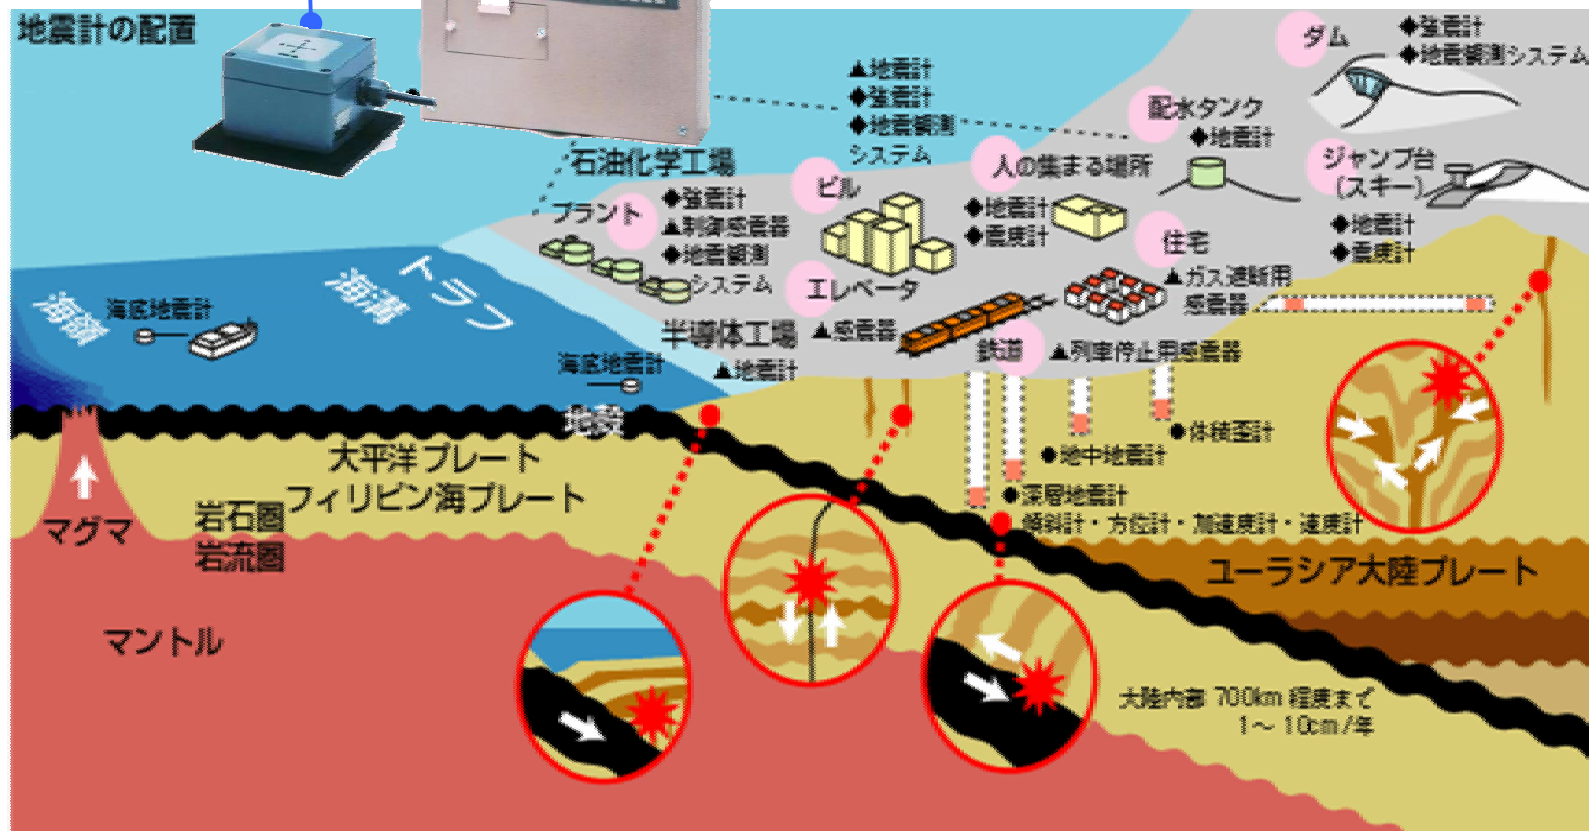 地震計の配置
ダム
◆強震計
◆地震観測システム
▲地震計
◆強震計
◆地震観測
システム
配水タンク
◆地震計
石油化学工場
人の集まる場所
◆地震計
◆震度計
ジャンプ台
(スキー)
◆地震計
◆震度計
ビル
プラント
◆強震計
▲制御感震器
◆地震観測
システム
住宅
▲ガス遮断用
感震器
エレベータ
▲感震器
海嶺
海溝
トラフ
海底地震計
半導体工場
▲地震計
鉄道
▲列車停止用感震器
海底地震計
地殻
●体積歪計
●地中地震計
●深層地震計
傾斜計・方位計・加速度計・速度計
大平洋プレート
フィリピン海プレート
マグマ
岩石圏
岩流圏
ユーラシア大陸プレート
マントル
大陸内部 700km 程度まで
1～10cm/年